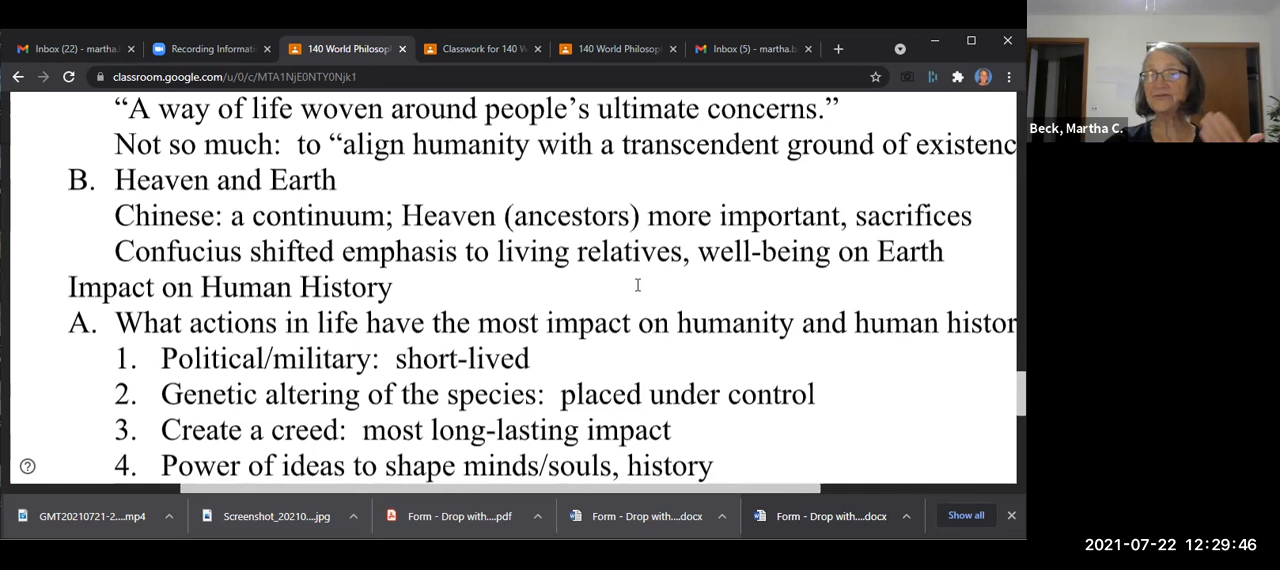 Inbox (22) - martha.
Recording Informati
140 World Philosop
Classwork for 140 W
140 World Philosop
Inbox (5) - martha.b
classroom.google.com/u/0/c/MTA1NjE0NTY0Njk1
“A way of life woven around people’s ultimate concerns.”
Not so much: to “align humanity with a transcendent ground of existenc
B. Heaven and Earth
Chinese: a continuum; Heaven (ancestors) more important, sacrifices
Confucius shifted emphasis to living relatives, well-being on Earth
Impact on Human History
A. What actions in life have the most impact on humanity and human histor
1. Political/military: short-lived
2. Genetic altering of the species: placed under control
3. Create a creed: most long-lasting impact
4. Power of ideas to shape minds/souls, history
Beck, Martha C.
GMT20210721-2....mp4
Screenshot_20210....jpg
Form - Drop with....pdf
Form - Drop with....docx
Form - Drop with....docx
Show all
2021-07-22 12:29:46